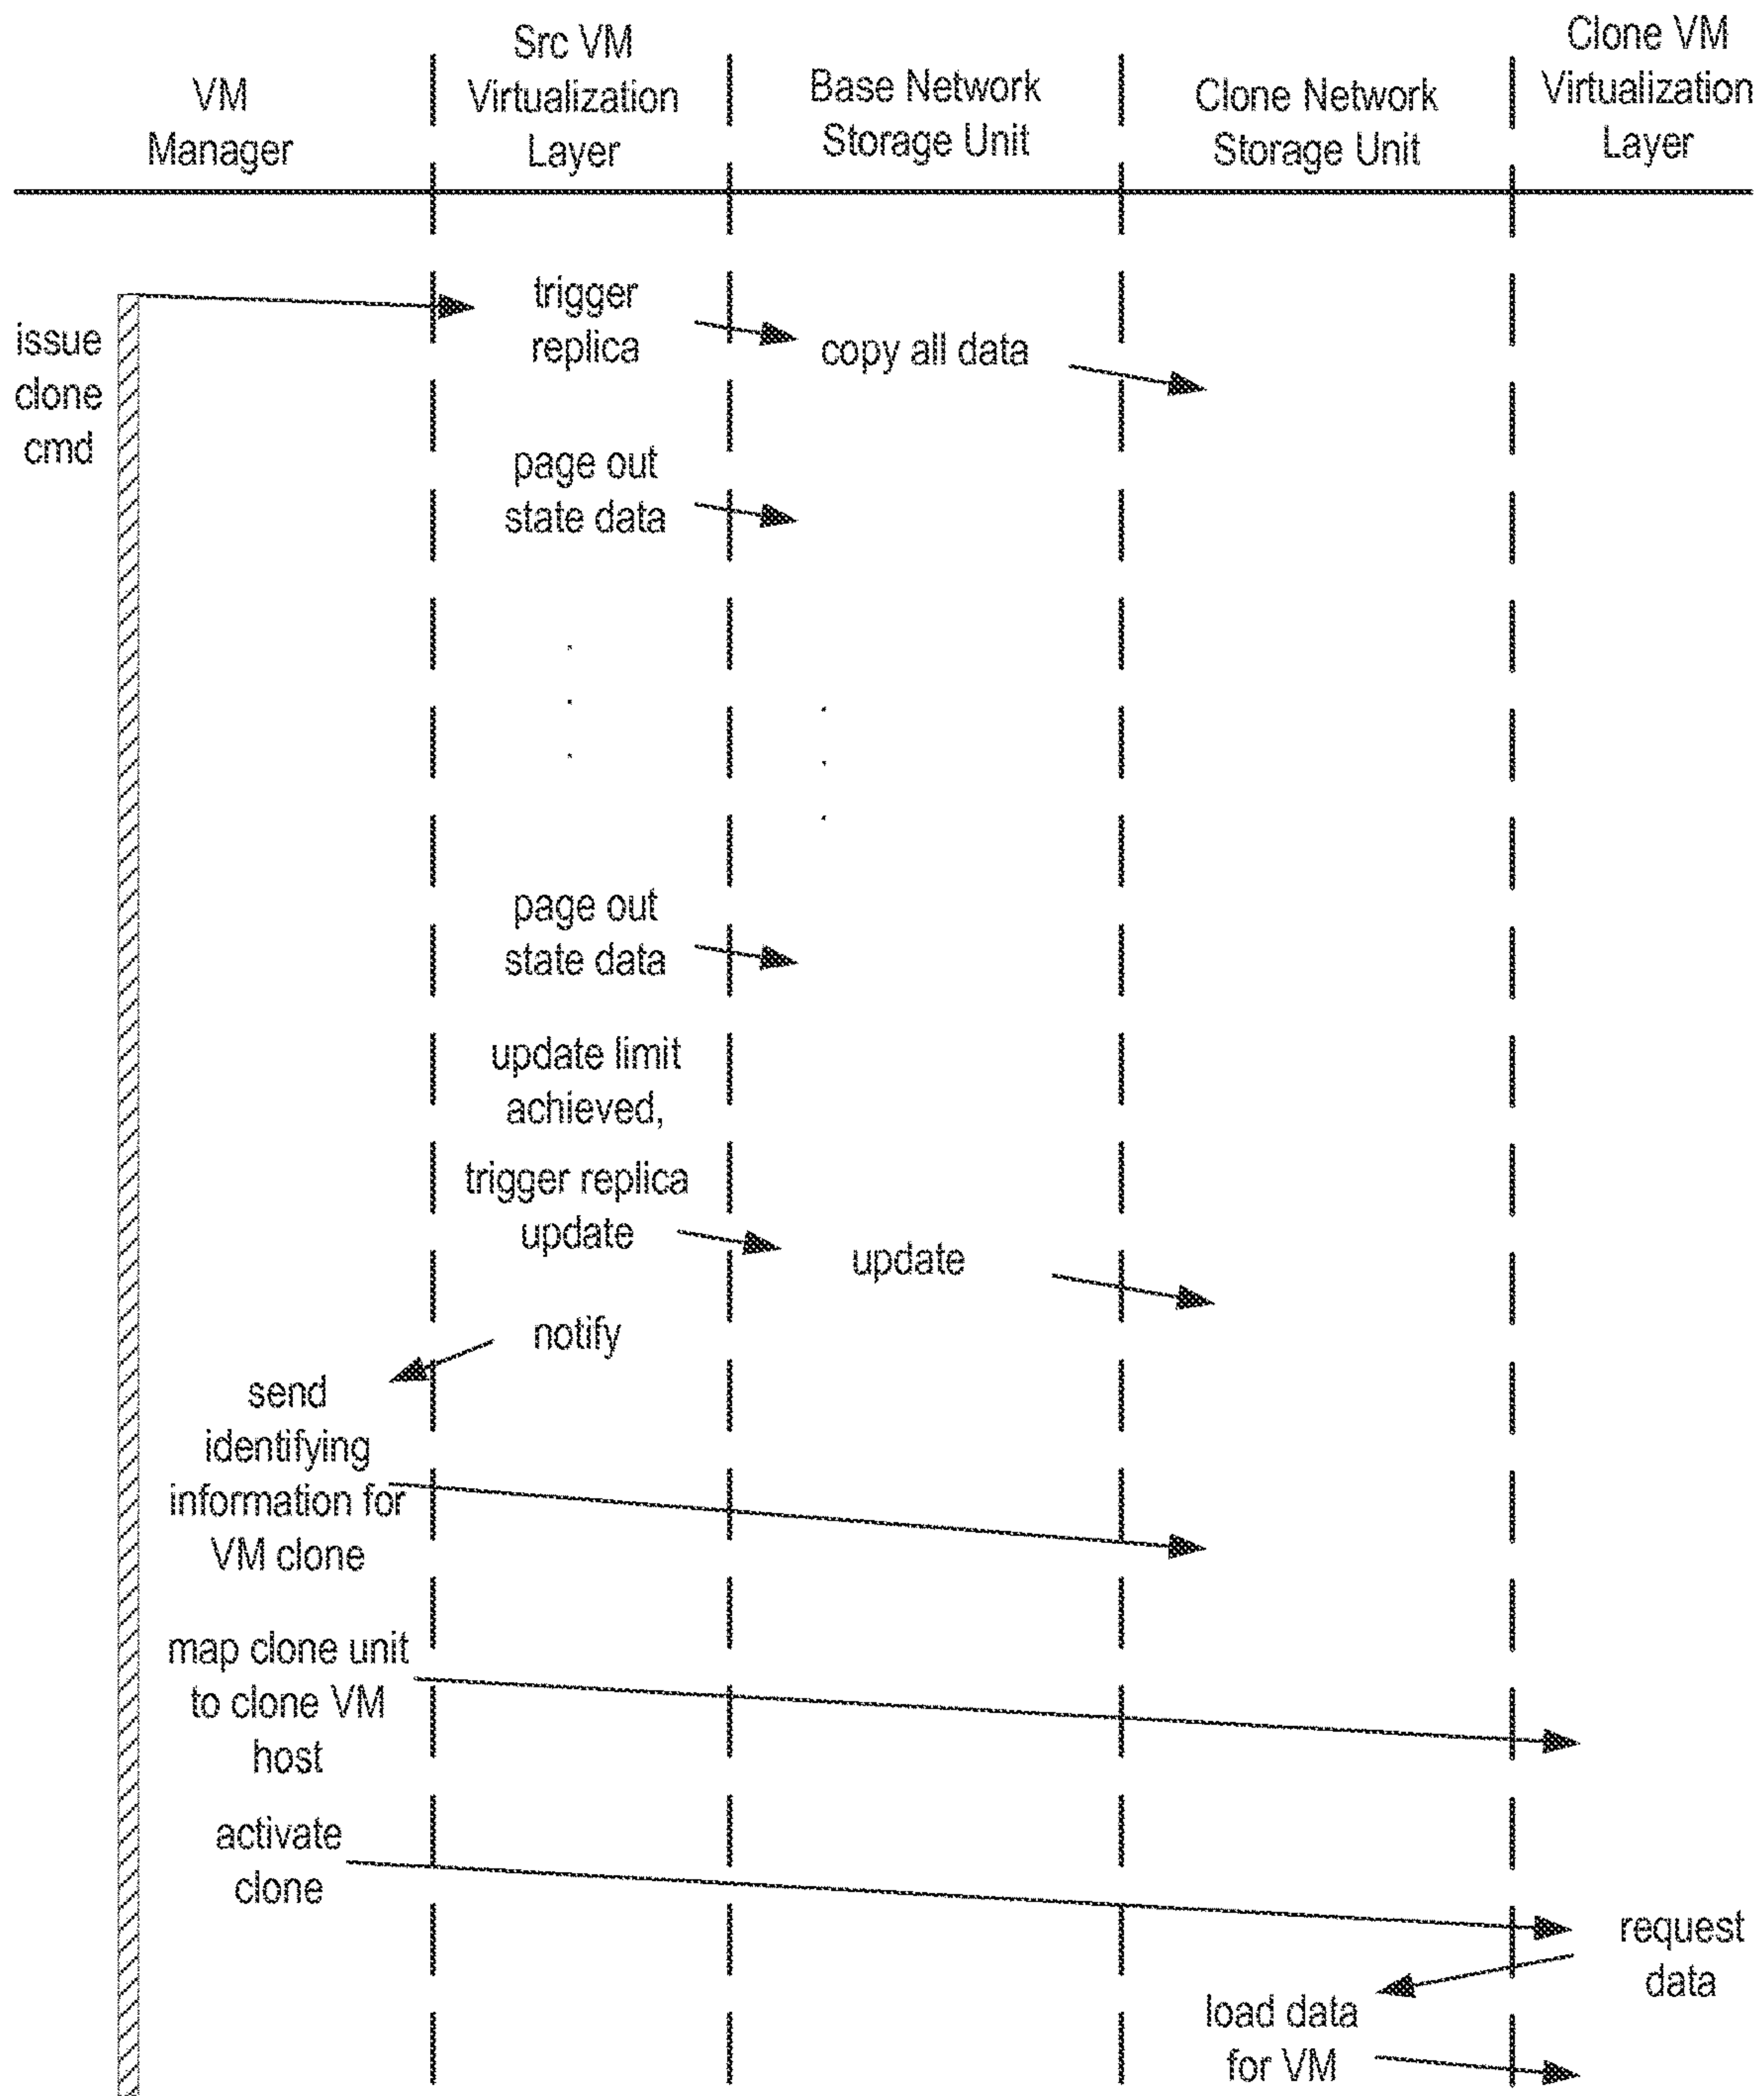 VM
Manager
Src VM
Virtualization
Layer
Base Network
Storage Unit
Clone Network
Storage Unit
Clone VM
Virtualization
Layer
issue
clone
cmd
trigger
replica
copy all data
page out
state data
page out
state data
update limit
achieved,
trigger replica
update
update
notify
send
identifying
information for
VM clone
map clone unit
to clone VM
host
activate
clone
request
data
load data
for VM